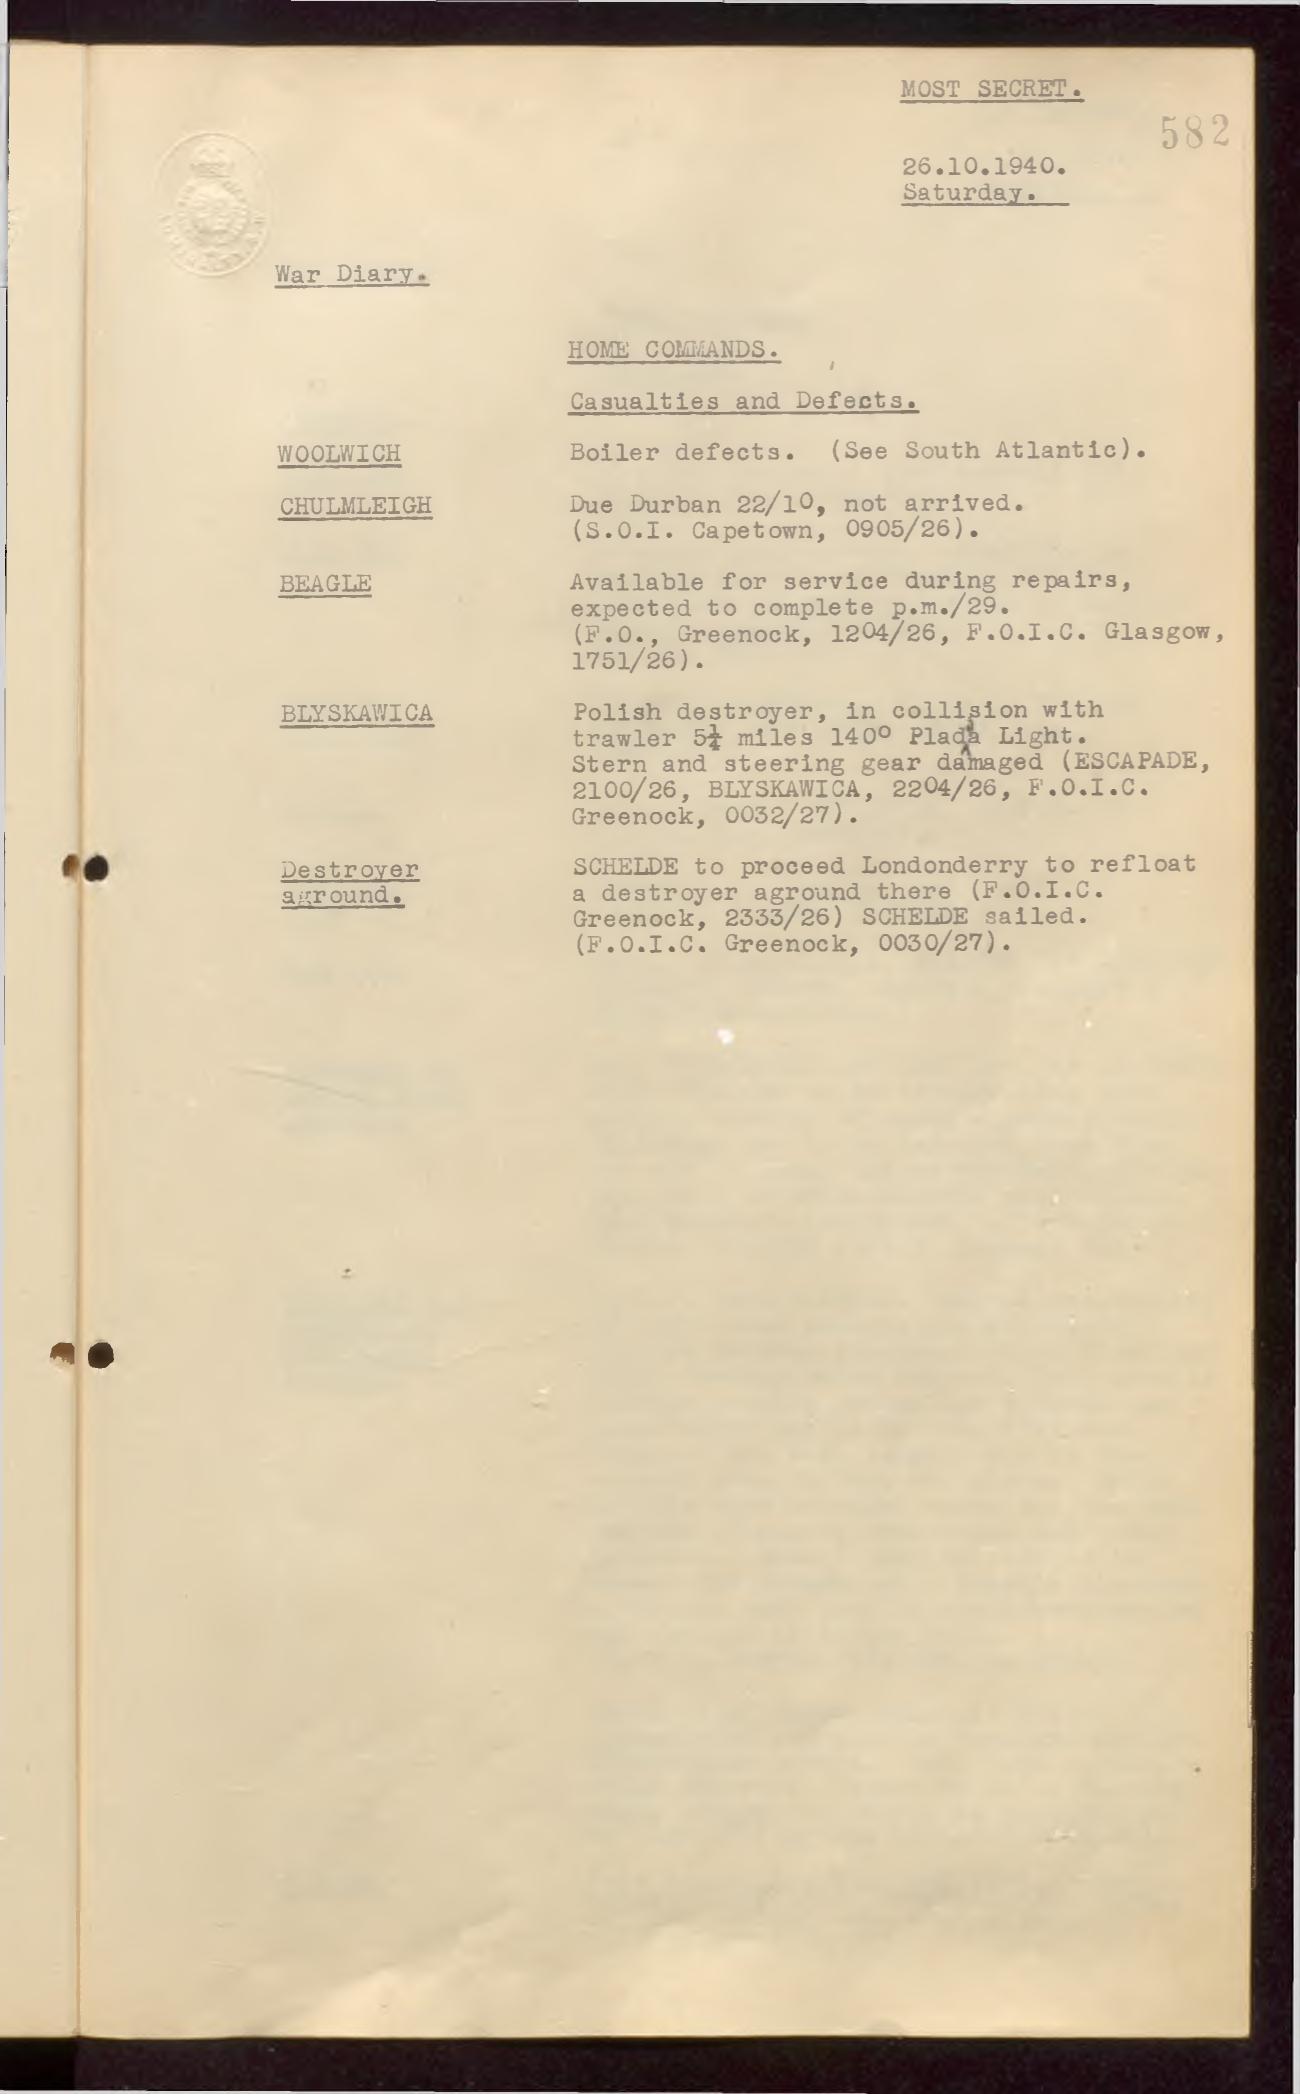 MOST SECRET.
582
26.10.1940.
Saturday.
War Diary.
HOME COMMANDS.
Casualties and Defects.
WOOLWICH Boiler defects. (See South Atlantic).
CHULMLEIGH Due Durban 22/10, not arrived.
(S.O.I. Capetown, 0905/26).
BEAGLE Available for service during repairs,
expected to complete p.m./29.
(F.O., Greenock, 1204/26, F.O.I.C. Glasgow,
1751/26).
BLYSKAWICA Polish destroyer, in collision with
trawler 5¼ miles 140° Plada Light.
Stern and steering gear damaged (ESCAPADE,
2100/26, BLYSKAWICA, 2204/26, F.O.I.C.
Greenock, 0032/27).
Destroyer SCHELDE to proceed Londonderry to refloat
aground. a destroyer aground there (F.O.I.C.
Greenock, 2333/26) SCHELDE sailed.
(F.O.I.C. Greenock, 0030/27).